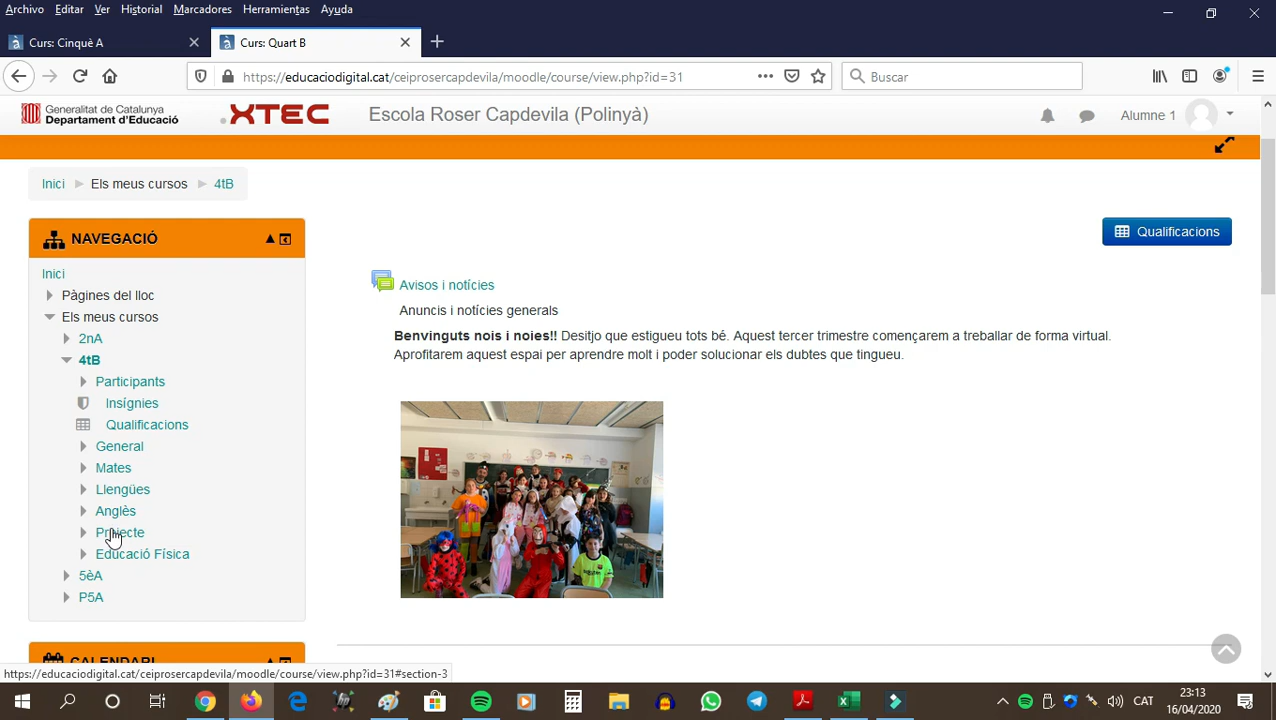 Archivo Editar Ver Historial Marcadores Herramientas Ayuda
Curs: Cinquè A
Curs: Quart B
https://educaciodigital.cat/ceiprosercapdevila/moodle/course/view.php?id=31
Buscar
Generalitat de Catalunya
Departament d'Educació
.XTEC
Escola Roser Capdevila (Polinyà)
Alumne 1
Inici Els meus cursos 4tB
NAVEGACIÓ
Qualificacions
Inici
Pàgines del lloc
Els meus cursos
2nA
4tB
Participants
Insígnies
Qualificacions
General
Mates
Llengües
Anglès
Projecte
Educació Física
5èA
P5A
Avisos i notícies
Anuncis i notícies generals
Benvinguts nois i noies!! Desitjo que estigueu tots bé. Aquest tercer trimestre començarem a treballar de forma virtual.
Aprofitarem aquest espai per aprendre molt i poder solucionar els dubtes que tingueu.
CALENDARI
https://educaciodigital.cat/ceiprosercapdevila/moodle/course/view.php?id=31#section-3
CAT
23:13
16/04/2020